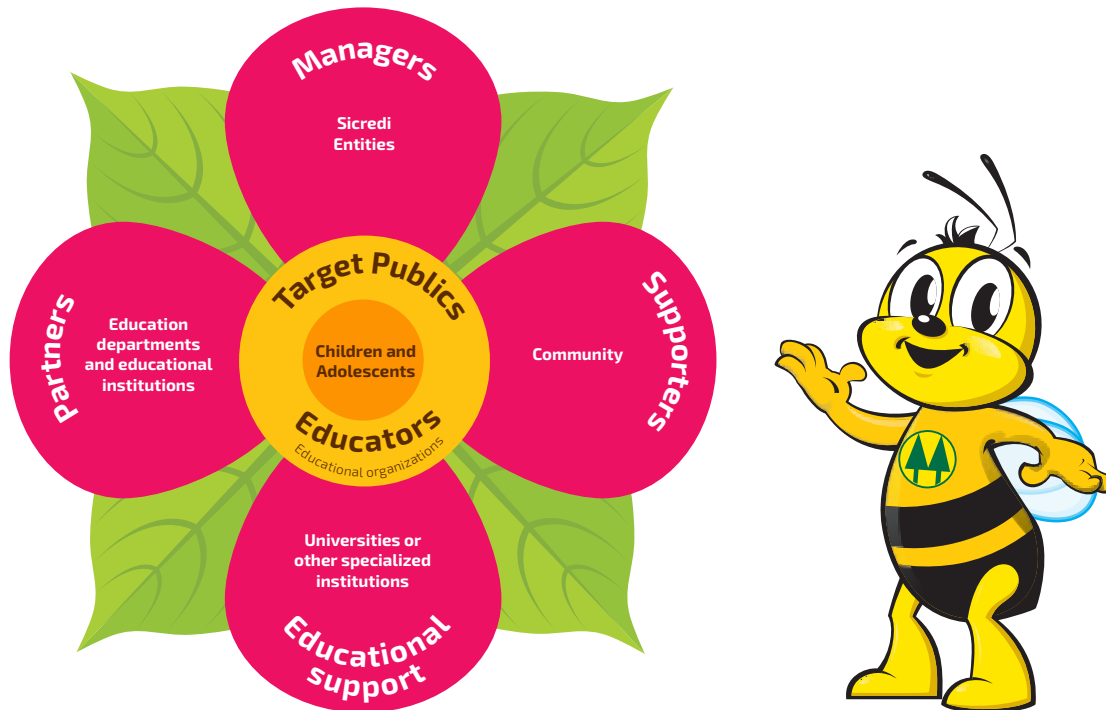 Managers
Sicredi
Entities
Partners
Education
departments
and educational
institutions
Target Publics
Children and
Adolescents
Educators
Educational organizations
Community
Supporters
Universities or
other specialized
institutions
Educational
support